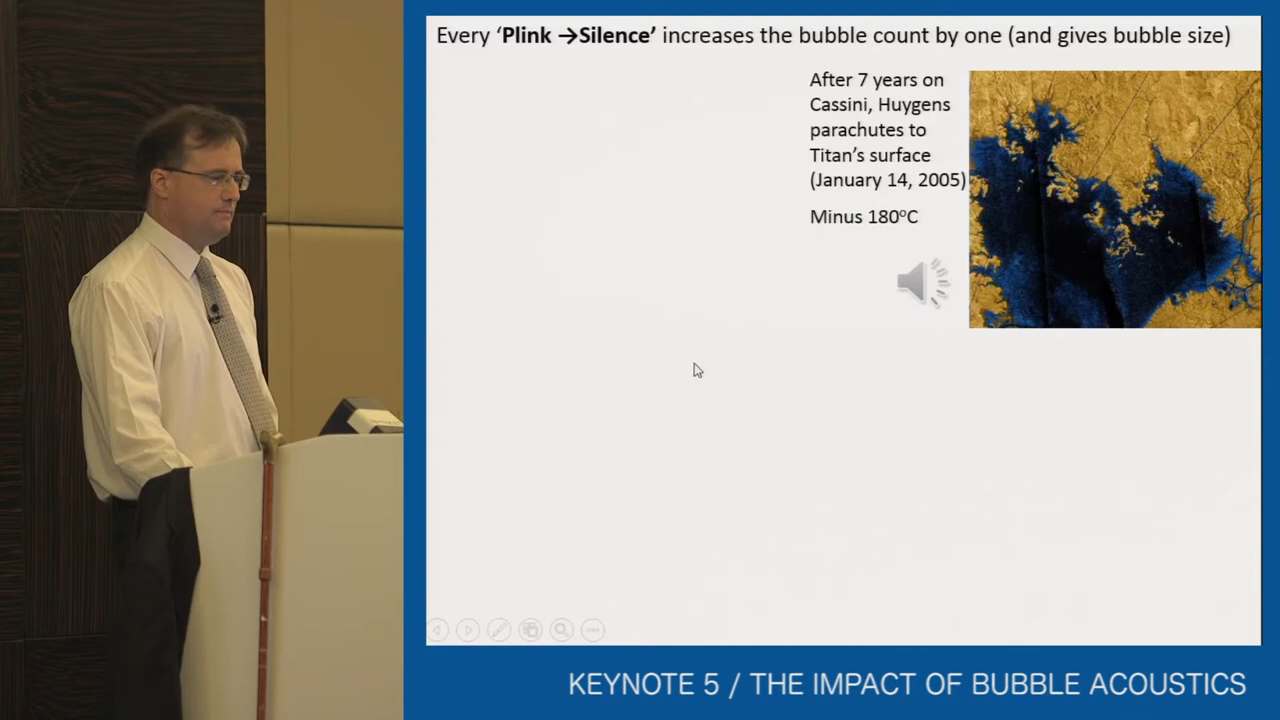 Every ‘Plink →Silence’ increases the bubble count by one (and gives bubble size)
After 7 years on
Cassini, Huygens
parachutes to
Titan’s surface
(January 14, 2005)
Minus 180°C
KEYNOTE 5 / THE IMPACT OF BUBBLE ACOUSTICS